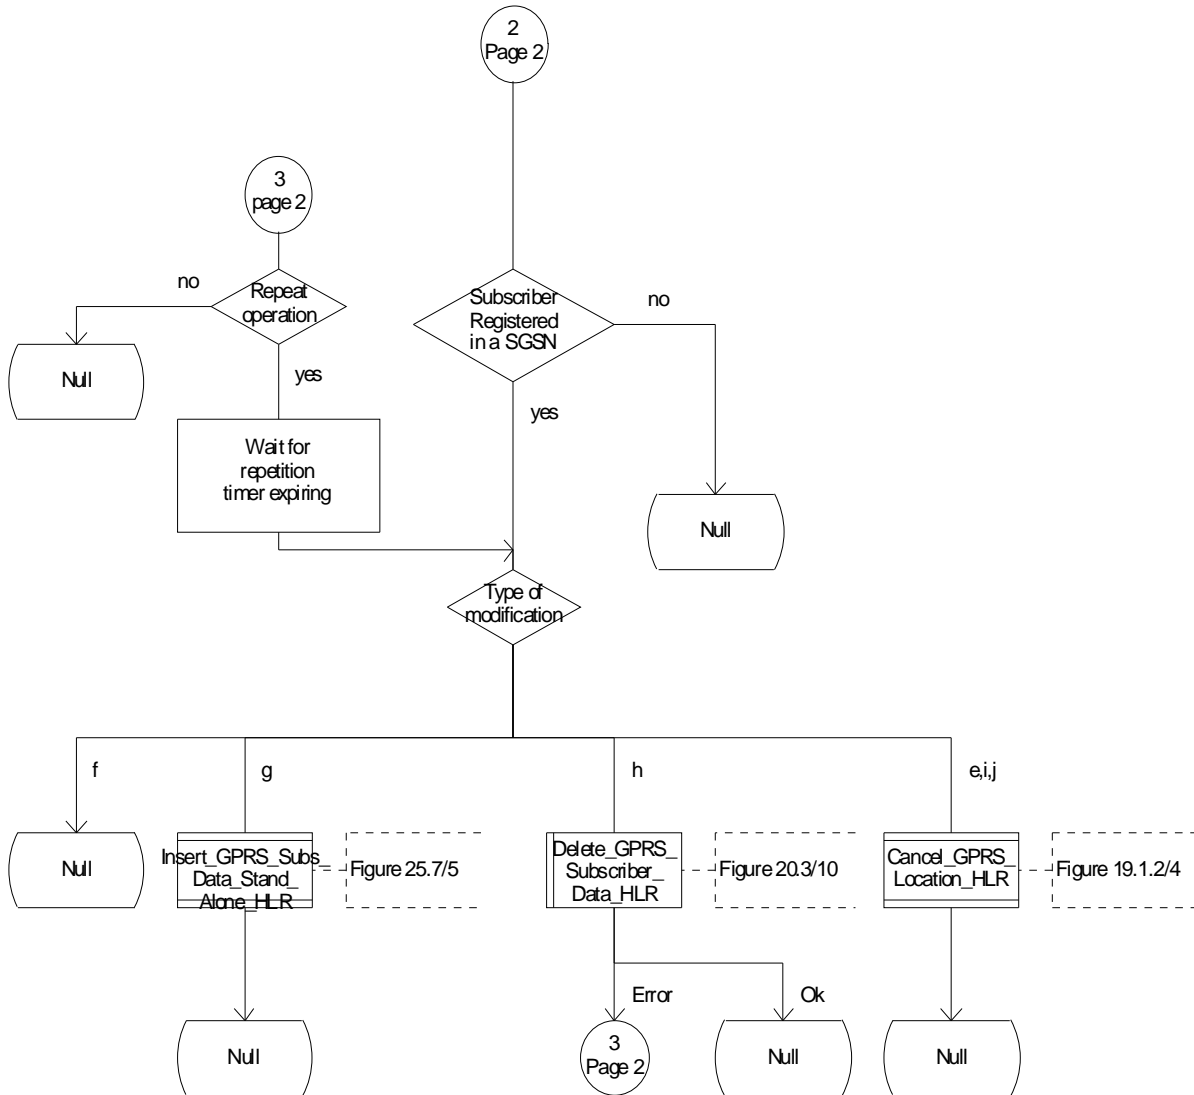 2
Page 2
3
page 2
no
Repeat
operation
Subscriber
Registered
in a SGSN
no
Null
yes
yes
Wait for
repetition
timer expiring
Null
Type of
modification
f
g
h
e,i,j
Null
Insert_GPRS_Subs_
Data_Stand_
Alone_HLR
Figure 25.7/5
Delete_GPRS_
Subscriber_
Data_HLR
Figure 20.3/10
Cancel_GPRS_
Location_HLR
Figure 19.1.2/4
Error
Ok
Null
3
Page 2
Null
Null